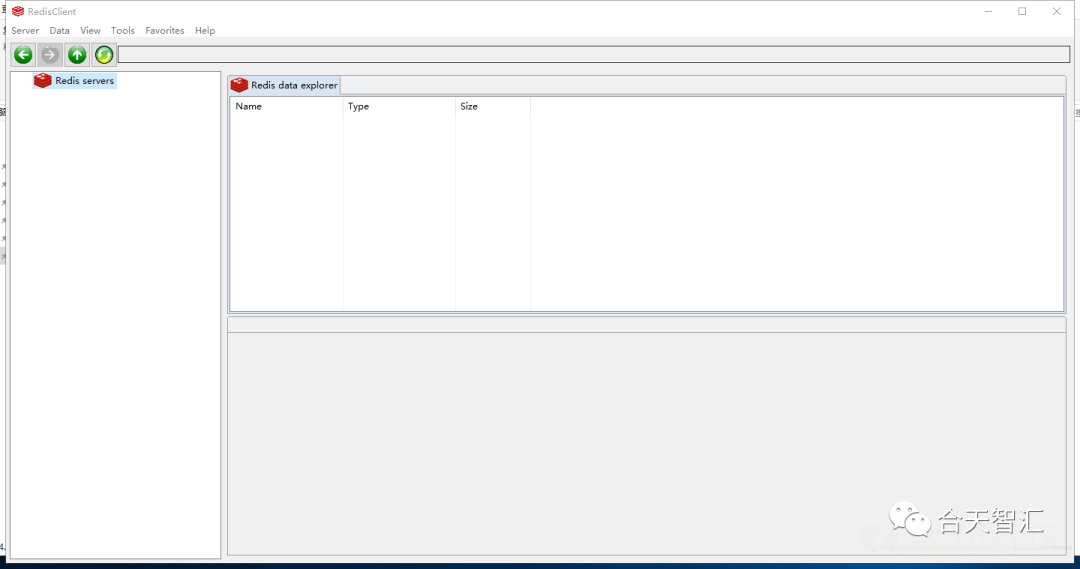 RedisClient
Server Data View Tools Favorites Help
Redis servers
Redis data explorer
Name Type Size
合天智汇